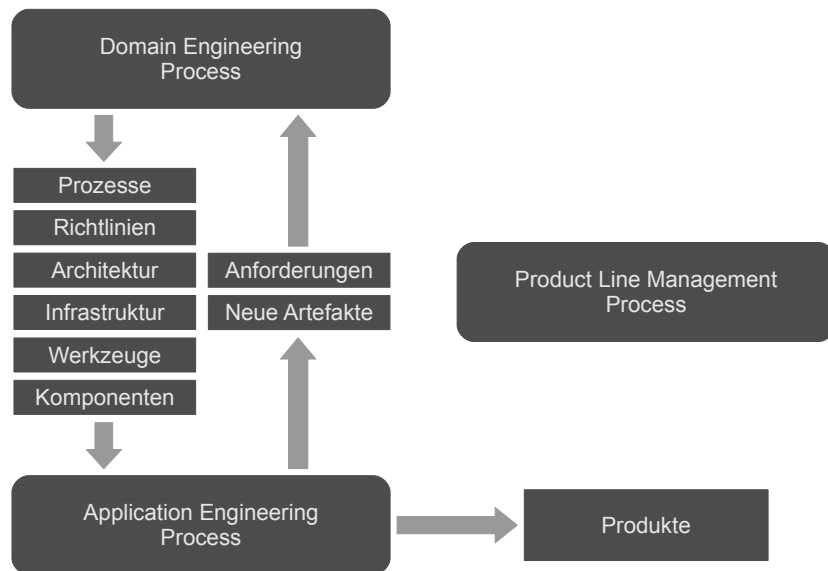 Domain Engineering
Process
Prozesse
Richtlinien
Architektur
Infrastruktur
Werkzeuge
Komponenten
Anforderungen
Neue Artefakte
Product Line Management
Process
Application Engineering
Process
Produkte